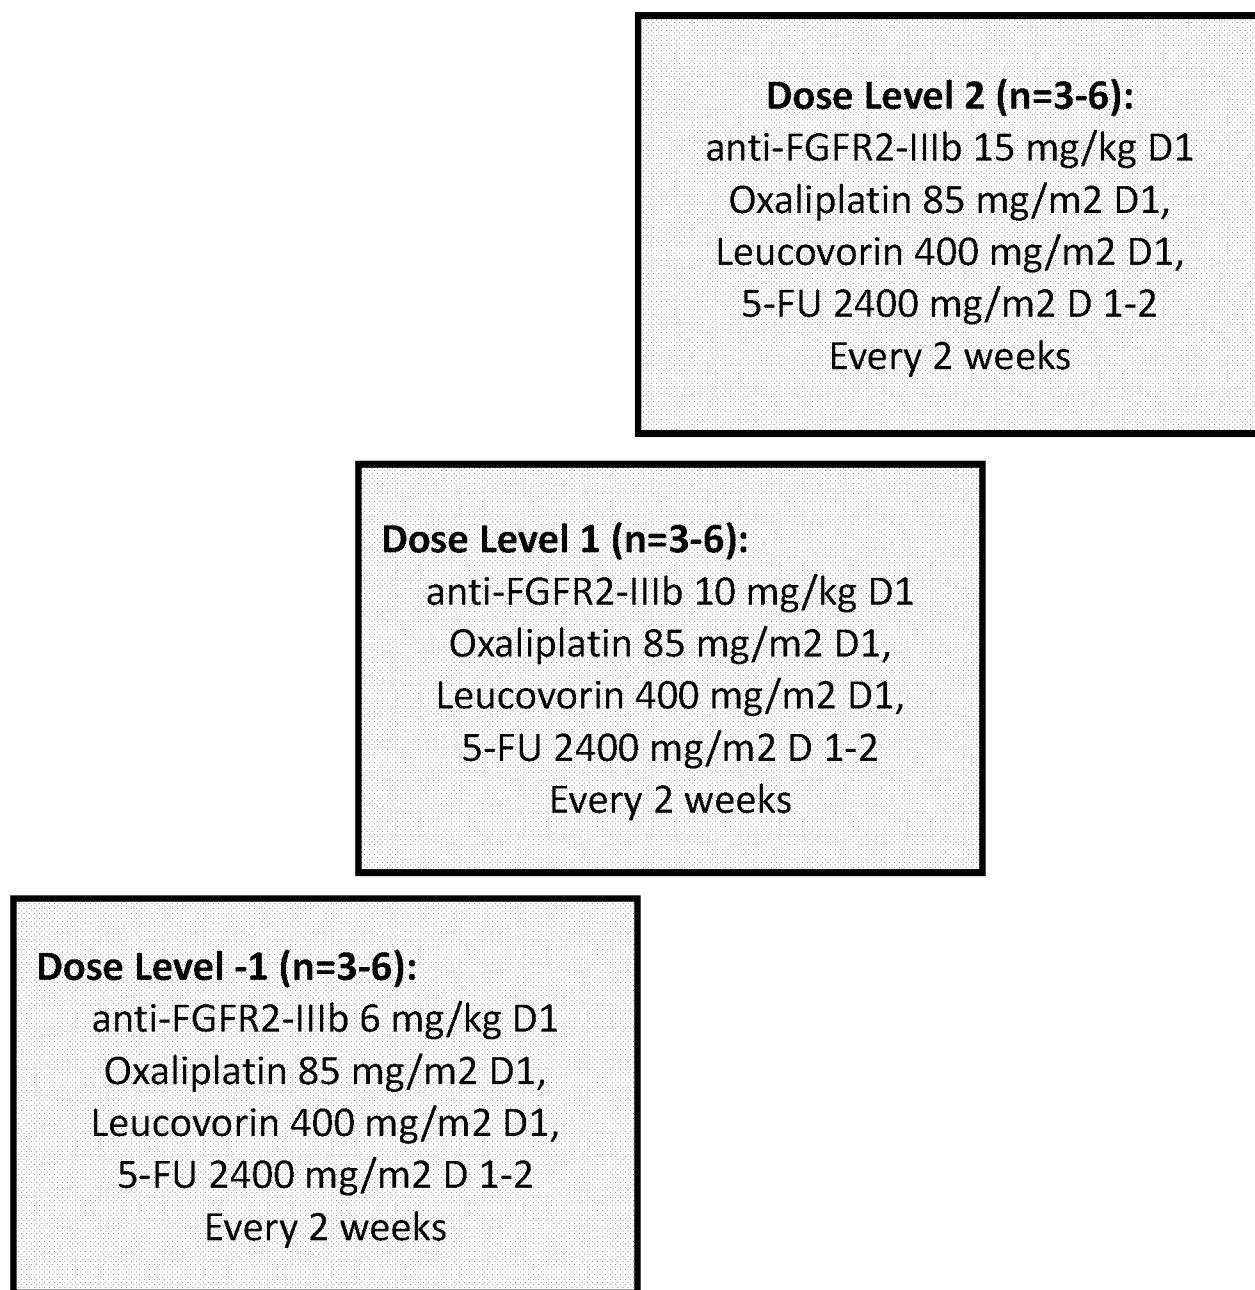 Dose Level 2 (n=3-6):
anti-FGFR2-IIIb 15 mg/kg D1
Oxaliplatin 85 mg/m2 D1,
Leucovorin 400 mg/m2 D1,
5-FU 2400 mg/m2 D 1-2
Every 2 weeks
Dose Level 1 (n=3-6):
anti-FGFR2-IIIb 10 mg/kg D1
Oxaliplatin 85 mg/m2 D1,
Leucovorin 400 mg/m2 D1,
5-FU 2400 mg/m2 D 1-2
Every 2 weeks
Dose Level -1 (n=3-6):
anti-FGFR2-IIIb 6 mg/kg D1
Oxaliplatin 85 mg/m2 D1,
Leucovorin 400 mg/m2 D1,
5-FU 2400 mg/m2 D 1-2
Every 2 weeks